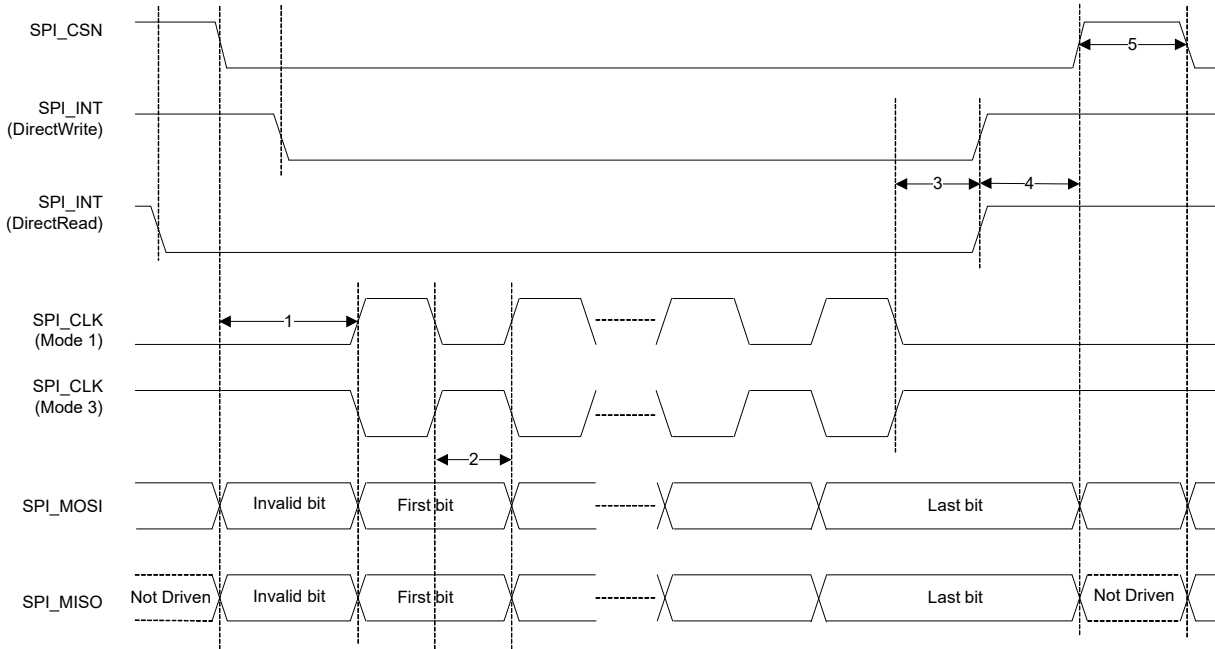 SPI_CSN
5
SPI_INT
(DirectWrite)
3
4
SPI_INT
(DirectRead)
SPI_CLK
(Mode 1)
1
SPI_CLK
(Mode 3)
2
SPI_MOSI
Invalid bit
First bit
Last bit
SPI_MISO
Not Driven
Invalid bit
First bit
Last bit
Not Driven